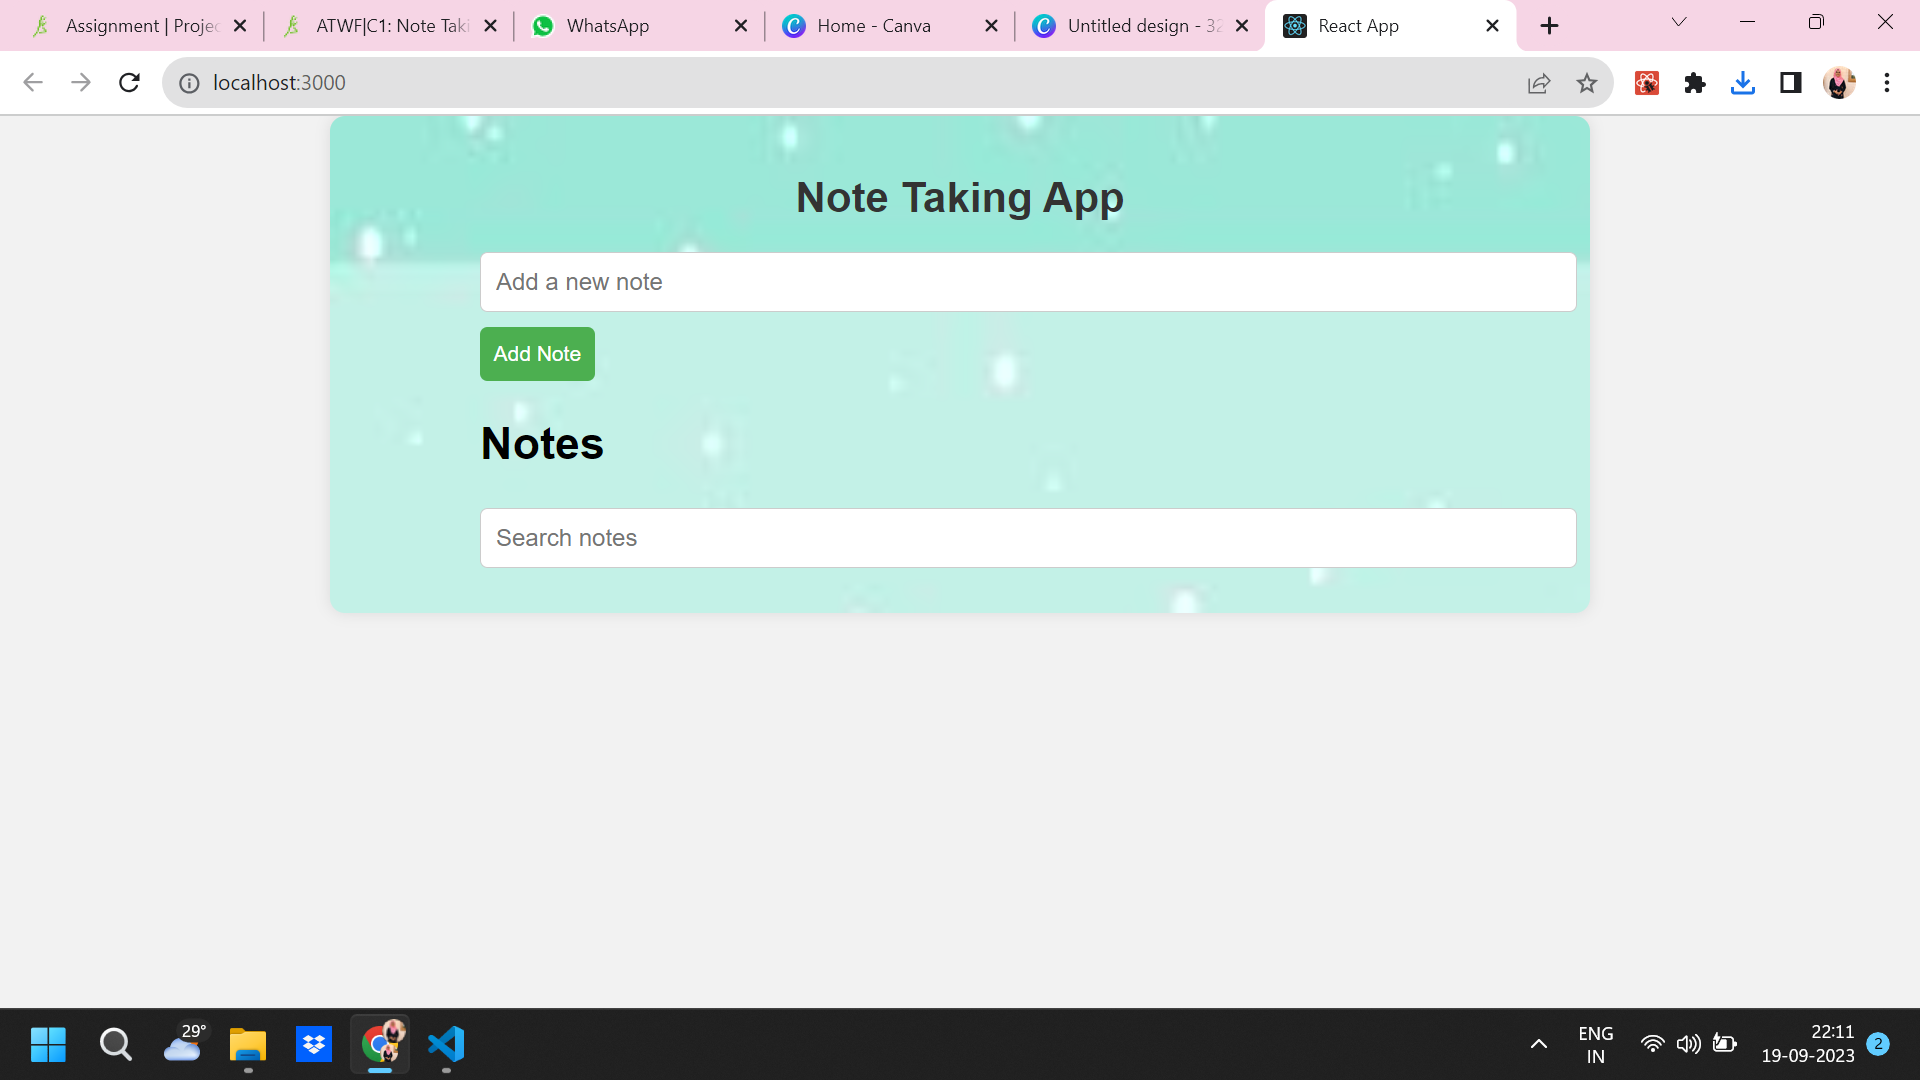 Assignment | Projec
ATWF|C1: Note Taki
WhatsApp
Home - Canva
Untitled design - 32
React App
localhost:3000
Note Taking App
Add a new note
Add Note
Notes
Search notes
29°
ENG
IN
22:11
19-09-2023
2